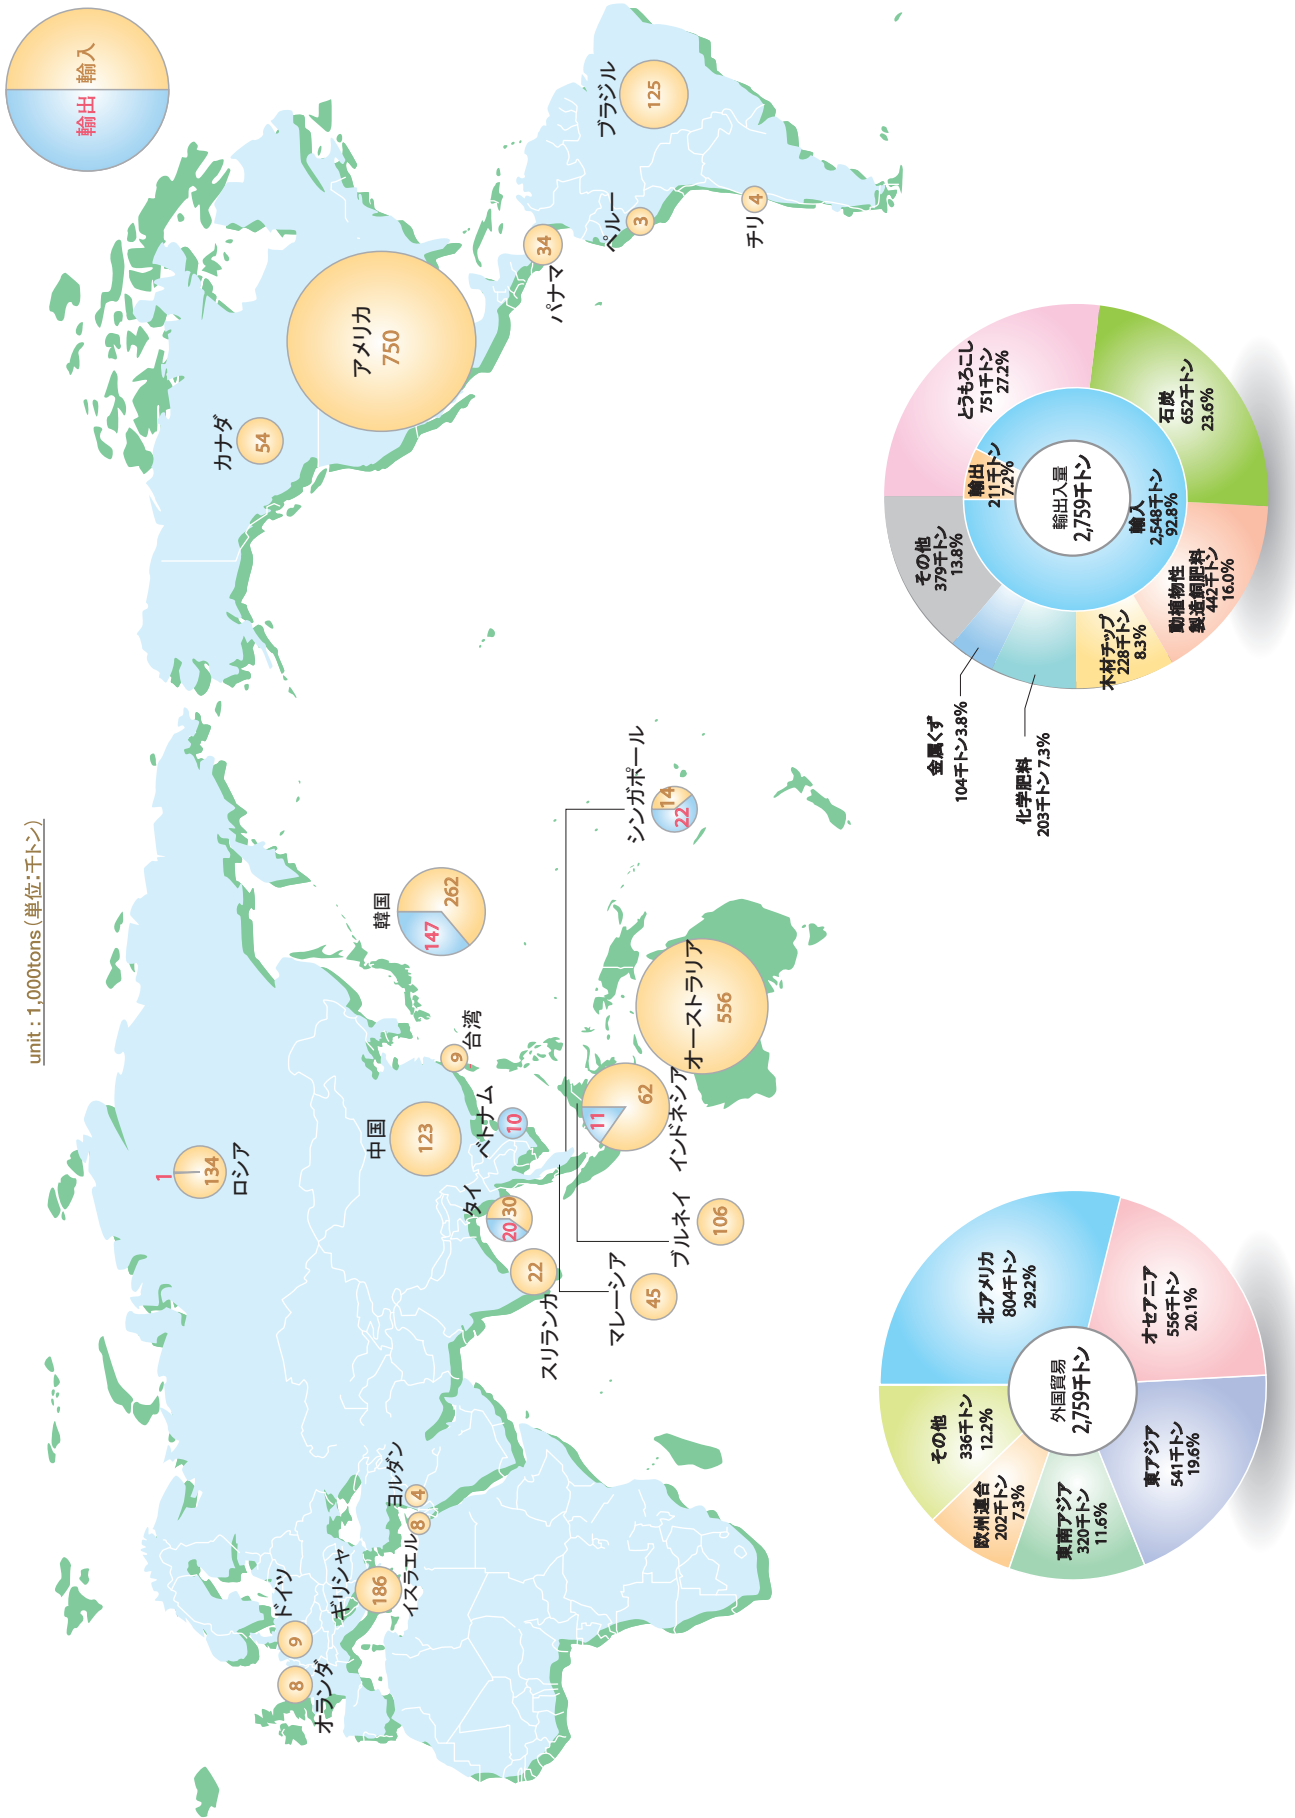 unit : 1,000tons (単位:千トン)
輸出
輸入
ロシア
1
134
カナダ
54
アメリカ
750
パナマ
34
ペルー
3
ブラジル
125
チリ
4
オランダ
8
ドイツ
9
ギリシャ
186
イスラエル
8
ヨルダン
4
中国
123
韓国
147
262
台湾
9
ベトナム
10
タイ
20
30
スリランカ
22
マレーシア
45
ブルネイ
106
インドネシア
11
62
シンガポール
22
14
オーストラリア
556
外国貿易
2,759千トン
北アメリカ
804千トン
29.2%
オセアニア
556千トン
20.1%
東アジア
541千トン
19.6%
東南アジア
320千トン
11.6%
欧州連合
202千トン
7.3%
その他
336千トン
12.2%
輸出入量
2,759千トン
輸出
211千トン
7.2%
輸入
2,548千トン
92.8%
とうもろこし
751千トン
27.2%
石炭
652千トン
23.6%
動植物性
製造飼肥料
442千トン
16.0%
木材チップ
228千トン
8.3%
化学肥料
203千トン 7.3%
金属くず
104千トン3.8%
その他
379千トン
13.8%